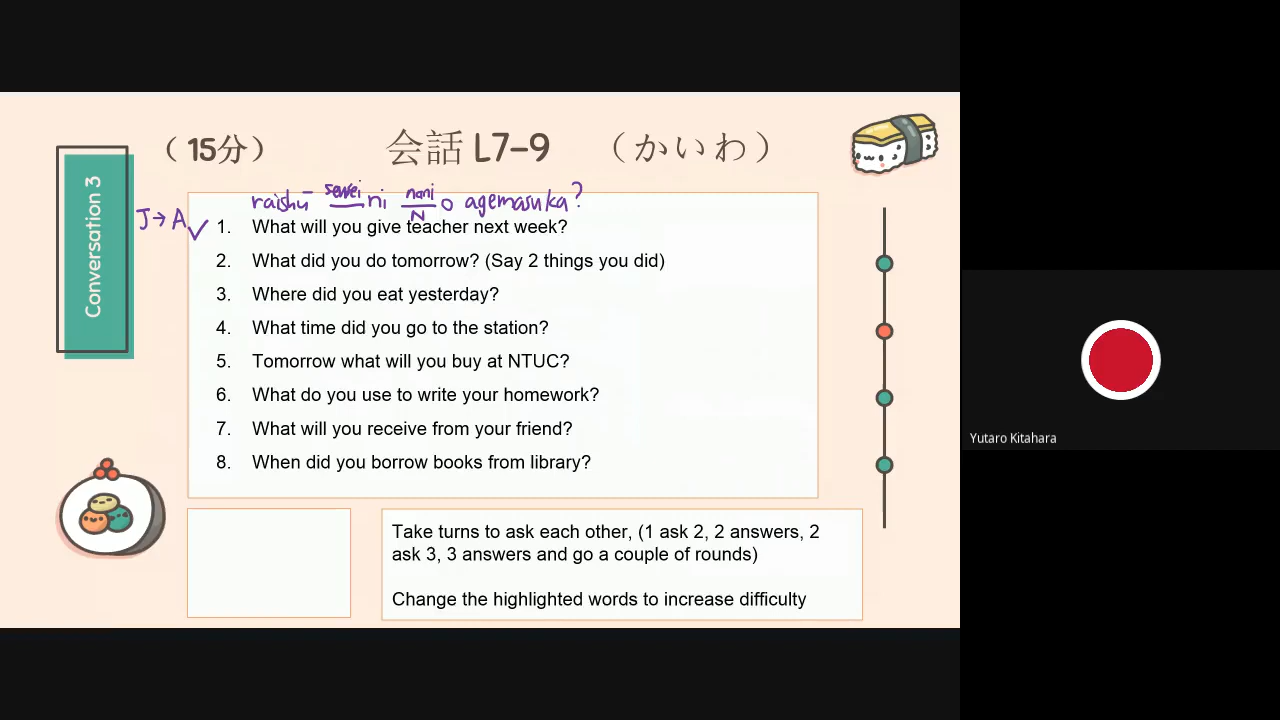 (15分) 会話 L7-9 (かいわ)
Conversation 3
raishū sensei ni nani o agemasuka?
N
J→A ✓
1. What will you give teacher next week?
2. What did you do tomorrow? (Say 2 things you did)
3. Where did you eat yesterday?
4. What time did you go to the station?
5. Tomorrow what will you buy at NTUC?
6. What do you use to write your homework?
7. What will you receive from your friend?
8. When did you borrow books from library?
Take turns to ask each other, (1 ask 2, 2 answers, 2
ask 3, 3 answers and go a couple of rounds)
Change the highlighted words to increase difficulty
Yutaro Kitahara